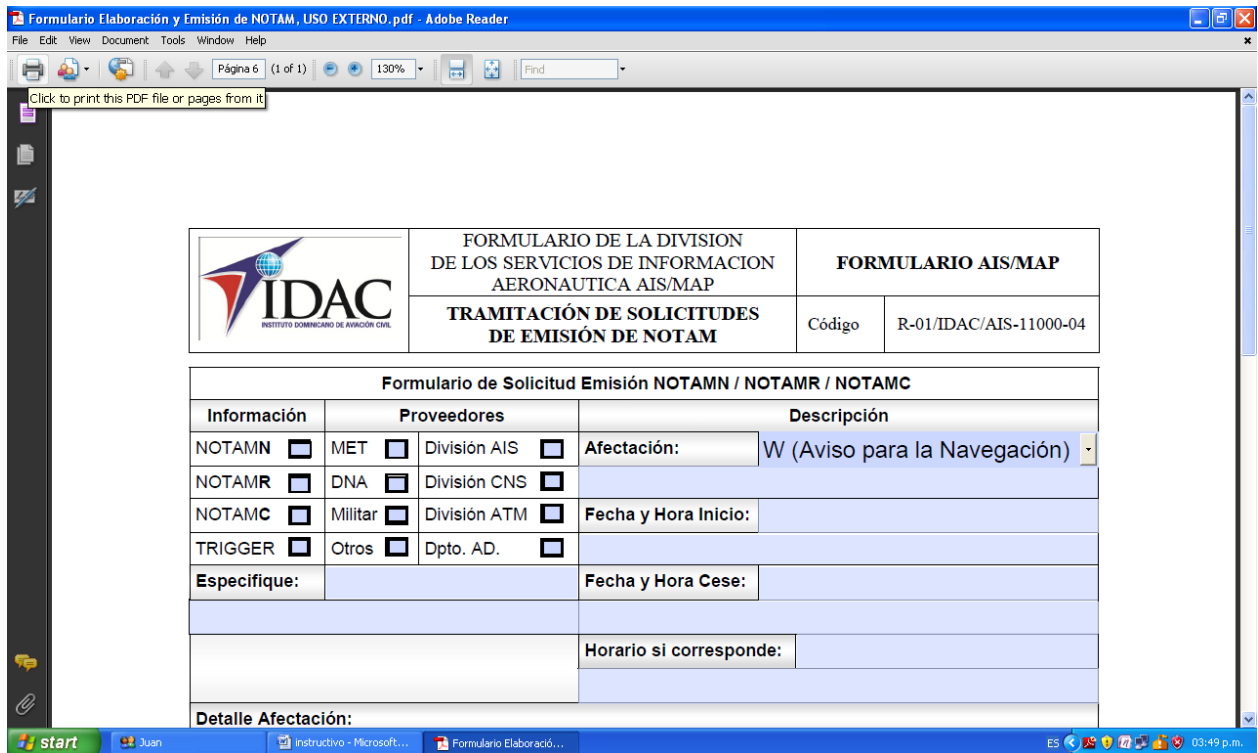 Formulario Elaboración y Emisión de NOTAM, USO EXTERNO.pdf - Adobe Reader
File Edit View Document Tools Window Help
Página 6 (1 of 1) 130% Find
Click to print this PDF file or pages from it
IDAC
INSTITUTO DOMINICANO DE AVIACIÓN CIVIL
FORMULARIO DE LA DIVISION
DE LOS SERVICIOS DE INFORMACION
AERONAUTICA AIS/MAP
FORMULARIO AIS/MAP
TRAMITACIÓN DE SOLICITUDES
DE EMISIÓN DE NOTAM
Código R-01/IDAC/AIS-11000-04
Formulario de Solicitud Emisión NOTAMN / NOTAMR / NOTAMC
Información Proveedores Descripción
NOTAMN MET División AIS Afectación: W (Aviso para la Navegación)
NOTAMR DNA División CNS
NOTAMC Militar División ATM Fecha y Hora Inicio:
TRIGGER Otros Dpto. AD.
Especifique: Fecha y Hora Cese:
Horario si corresponde:
Detalle Afectación:
start Juan instructivo - Microsoft... Formulario Elaboració... ES 03:49 p.m.